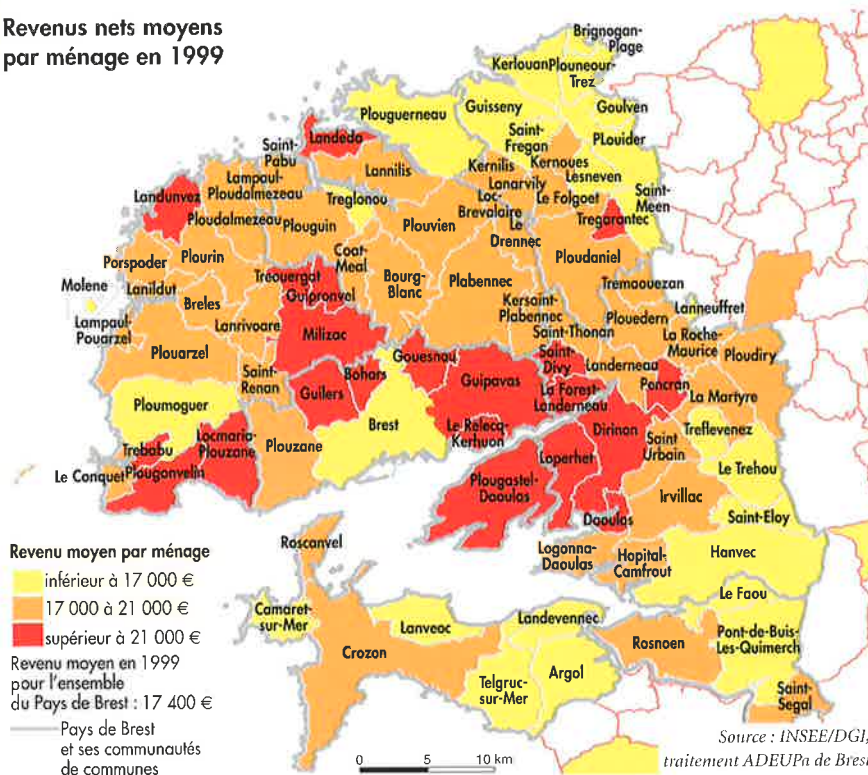 Revenus nets moyens
par ménage en 1999
Brignogan-
Plage
Kerlouan
Plouneour-
Trez
Plouguerneau
Guisseny
Goulven
Landeda
Saint-
Fregan
PLouider
Saint-
Pabu
Lannilis
Kernilis
Kernoues
Lampaul-
Ploudalmezeau
Lanarvily
Lesneven
Landunvez
Treglonou
Loc-
Brevalaire
Le Folgoet
Saint-
Meen
Ploudalmezeau
Plouguin
Plouvien
Le
Drennec
Tregarantec
Porspoder
Plourin
Coat-
Meal
Ploudaniel
Treouergat
Bourg-
Blanc
Plabennec
Tremaouezan
Molene
Lanildut
Guipronvel
Breles
Kersaint-
Plabennec
Lanneuffret
Lampaul-
Pouarzel
Lanrivoare
Milizac
Plouedern
Saint-Thonan
La Roche-
Maurice
Plouarzel
Gouesnou
Saint-
Divy
Landerneau
Ploudiry
Saint-
Renan
Bohars
Guipavas
Pencran
Guilers
La Forest-
Landerneau
La Martyre
Ploumoguer
Brest
Le Relecq-
Kerhuon
Dirinon
Treflevenez
Locmaria-
Plouzane
Plouzane
Saint
Urbain
Trebabu
Loperhet
Le Trehou
Le Conquet
Plougonvelin
Plougastel-
Daoulas
Irvillac
Daoulas
Saint-Eloy
Roscanvel
Logonna-
Daoulas
Hopital-
Camfrout
Hanvec
Le Faou
Camaret-
sur-Mer
Lanveoc
Landevennec
Crozon
Rosnoen
Pont-de-Buis-
Les-Quimerch
Telgruc-
sur-Mer
Argol
Saint-
Segal
Revenu moyen par ménage
inférieur à 17 000 €
17 000 à 21 000 €
supérieur à 21 000 €
Revenu moyen en 1999
pour l'ensemble
du Pays de Brest : 17 400 €
Pays de Brest
et ses communautés
de communes
0 5 10 km
Source : INSEE/DGI,
traitement ADEUPa de Brest